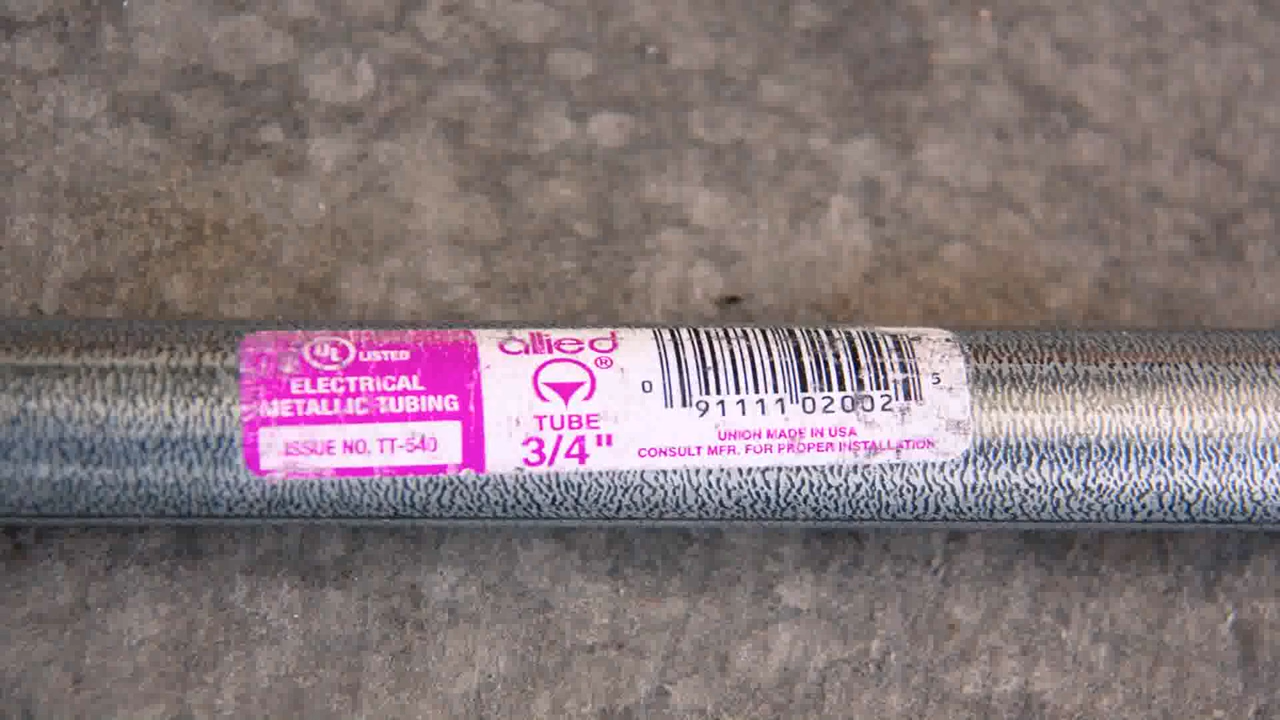 UL LISTED
ELECTRICAL
METALLIC TUBING
ISSUE NO. TT-540
allied®
TUBE
3/4"
0 91111 02002 5
UNION MADE IN USA
CONSULT MFR. FOR PROPER INSTALLATION